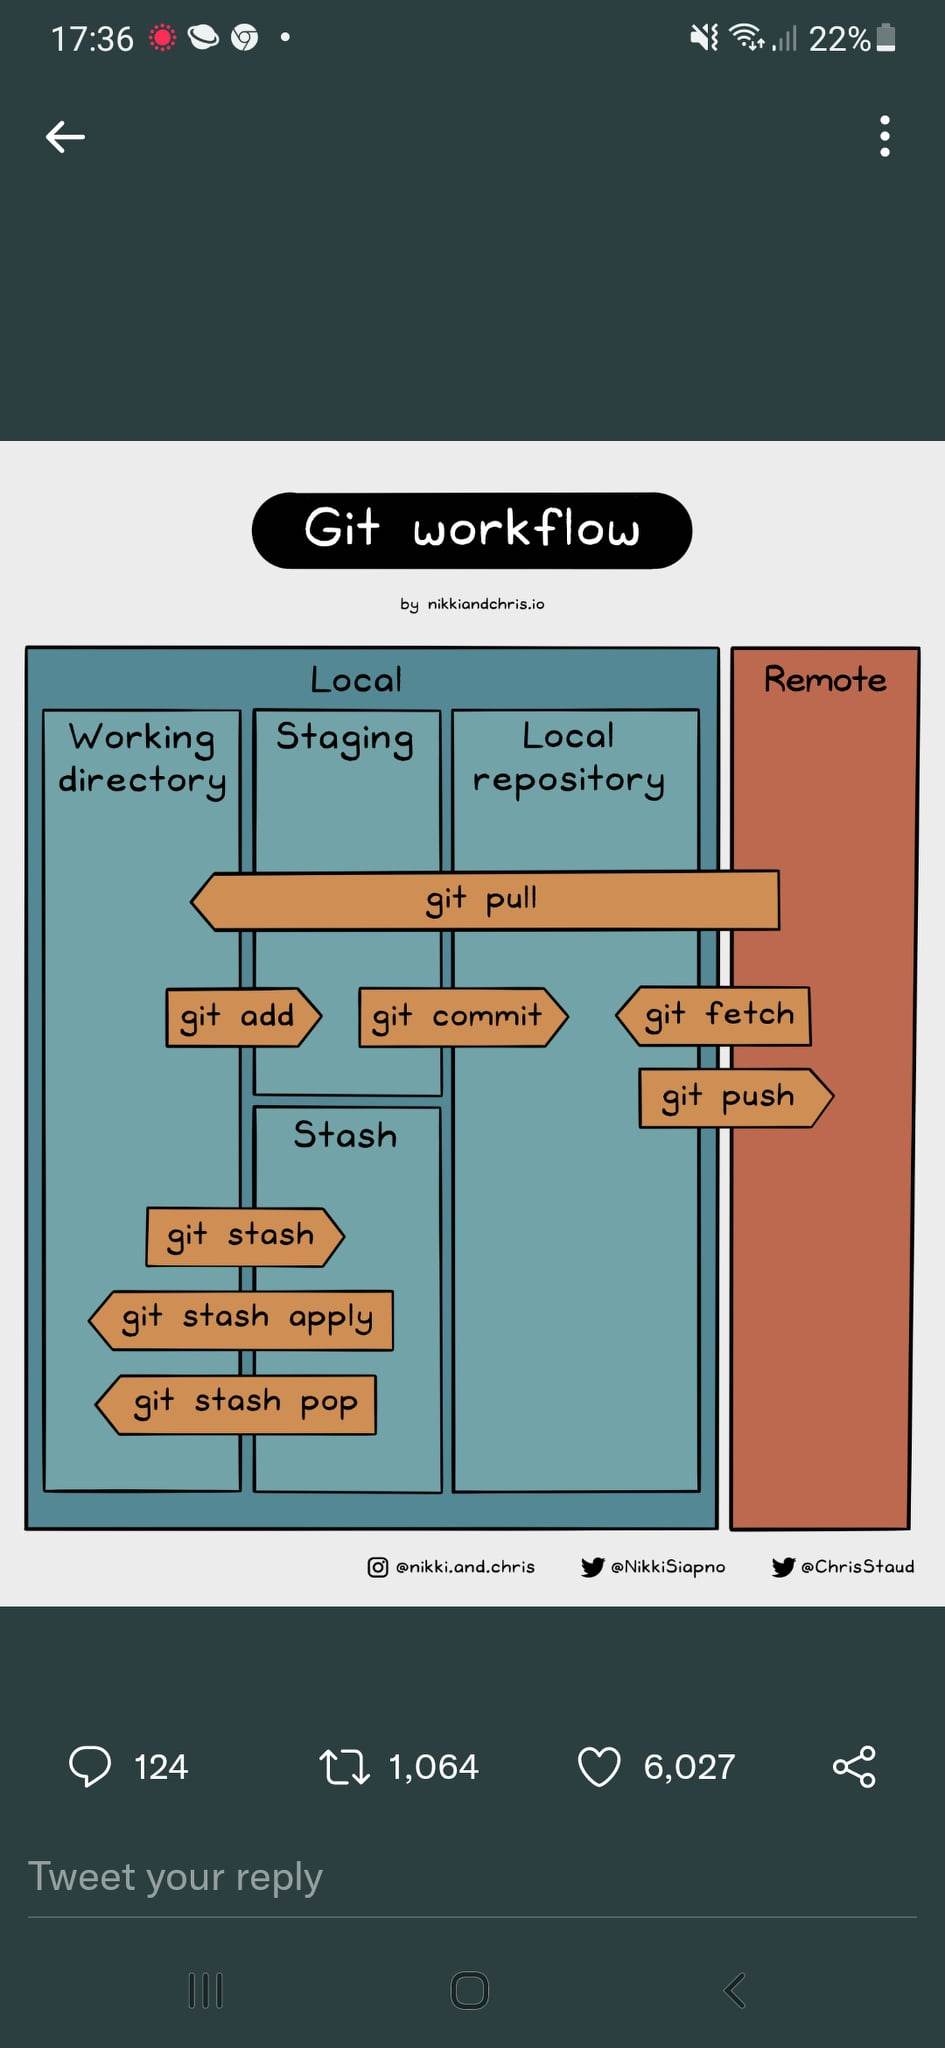 17:36
22%
Git workflow
by nikkiandchris.io
Local
Remote
Working
directory
Staging
Local
repository
git pull
git add
git commit
git fetch
git push
Stash
git stash
git stash apply
git stash pop
@nikki.and.chris
@NikkiSiapno
@ChrisStaud
124
1,064
6,027
Tweet your reply